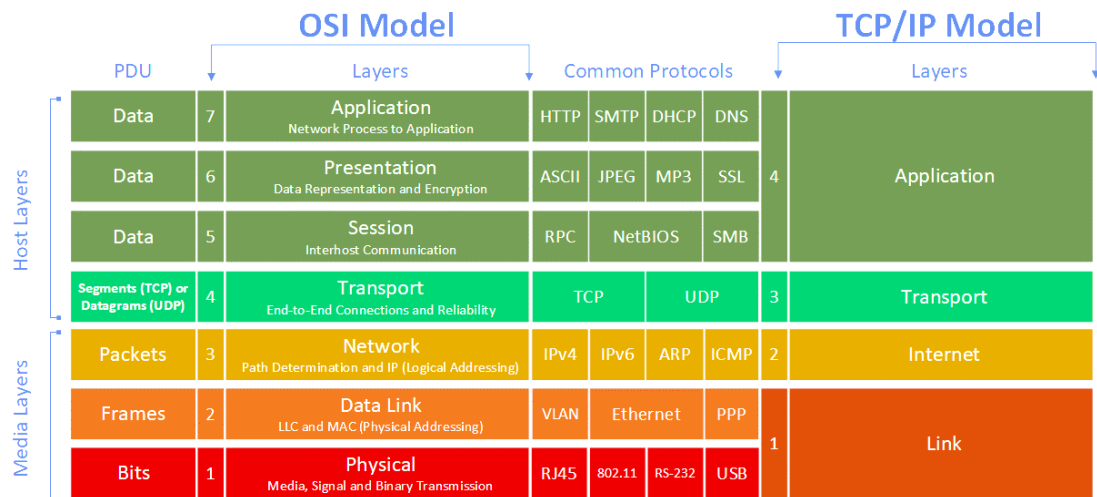 OSI Model
TCP/IP Model
PDU
Layers
Common Protocols
Layers
Host Layers
Data
7
Application
Network Process to Application
HTTP
SMTP
DHCP
DNS
4
Application
Data
6
Presentation
Data Representation and Encryption
ASCII
JPEG
MP3
SSL
Data
5
Session
Interhost Communication
RPC
NetBIOS
SMB
Segments (TCP) or
Datagrams (UDP)
4
Transport
End-to-End Connections and Reliability
TCP
UDP
3
Transport
Media Layers
Packets
3
Network
Path Determination and IP (Logical Addressing)
IPv4
IPv6
ARP
ICMP
2
Internet
Frames
2
Data Link
LLC and MAC (Physical Addressing)
VLAN
Ethernet
PPP
1
Link
Bits
1
Physical
Media, Signal and Binary Transmission
RJ45
802.11
RS-232
USB